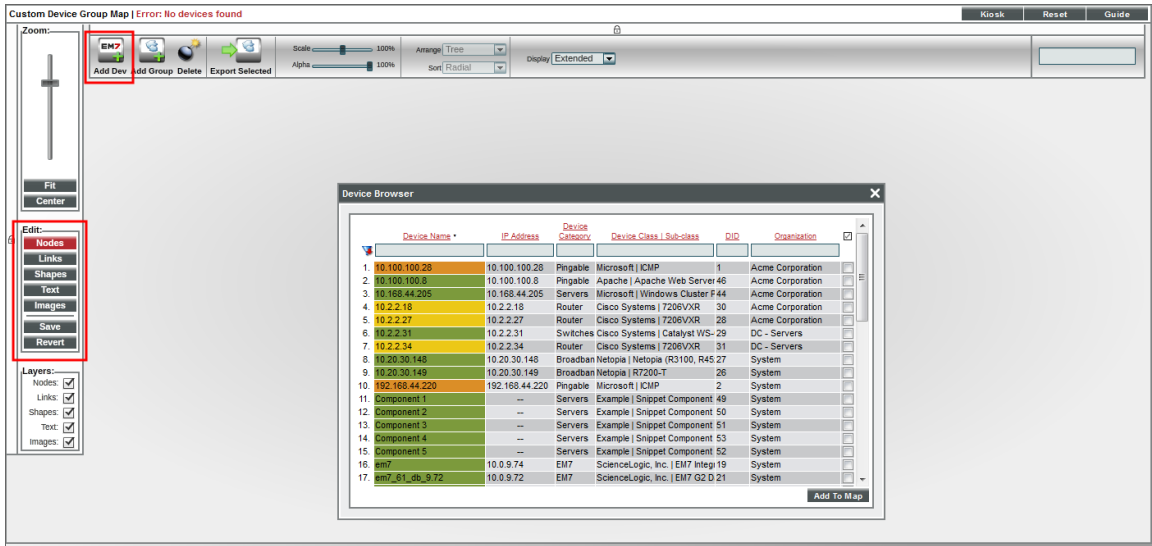 Custom Device Group Map | Error: No devices found
Kiosk Reset Guide
Zoom:
EM7
Add Dev Add Group Delete Export Selected
Scale 100%
Alpha 100%
Arrange Tree
Sort Radial
Display Extended
Fit
Center
Edit:
Nodes
Links
Shapes
Text
Images
Save
Revert
Layers:
Nodes:
Links:
Shapes:
Text:
Images:
Device Browser
Device Name • IP Address Device Category Device Class | Sub-class DID Organization
1. 10.100.100.28 10.100.100.28 Pingable Microsoft | ICMP 1 Acme Corporation
2. 10.100.100.8 10.100.100.8 Pingable Apache | Apache Web Server 46 Acme Corporation
3. 10.168.44.205 10.168.44.205 Servers Microsoft | Windows Cluster F 44 Acme Corporation
4. 10.2.2.18 10.2.2.18 Router Cisco Systems | 7206VXR 30 Acme Corporation
5. 10.2.2.27 10.2.2.27 Router Cisco Systems | 7206VXR 28 Acme Corporation
6. 10.2.2.31 10.2.2.31 Switches Cisco Systems | Catalyst WS- 29 DC - Servers
7. 10.2.2.34 10.2.2.34 Router Cisco Systems | 7206VXR 31 DC - Servers
8. 10.20.30.148 10.20.30.148 Broadban Netopia | Netopia (R3100, R45 27 System
9. 10.20.30.149 10.20.30.149 Broadban Netopia | R7200-T 26 System
10. 192.168.44.220 192.168.44.220 Pingable Microsoft | ICMP 2 System
11. Component 1 -- Servers Example | Snippet Component 49 System
12. Component 2 -- Servers Example | Snippet Component 50 System
13. Component 3 -- Servers Example | Snippet Component 51 System
14. Component 4 -- Servers Example | Snippet Component 53 System
15. Component 5 -- Servers Example | Snippet Component 52 System
16. em7 10.0.9.74 EM7 ScienceLogic, Inc. | EM7 Integr 19 System
17. em7_61_db_9.72 10.0.9.72 EM7 ScienceLogic, Inc. | EM7 G2 D 21 System
Add To Map